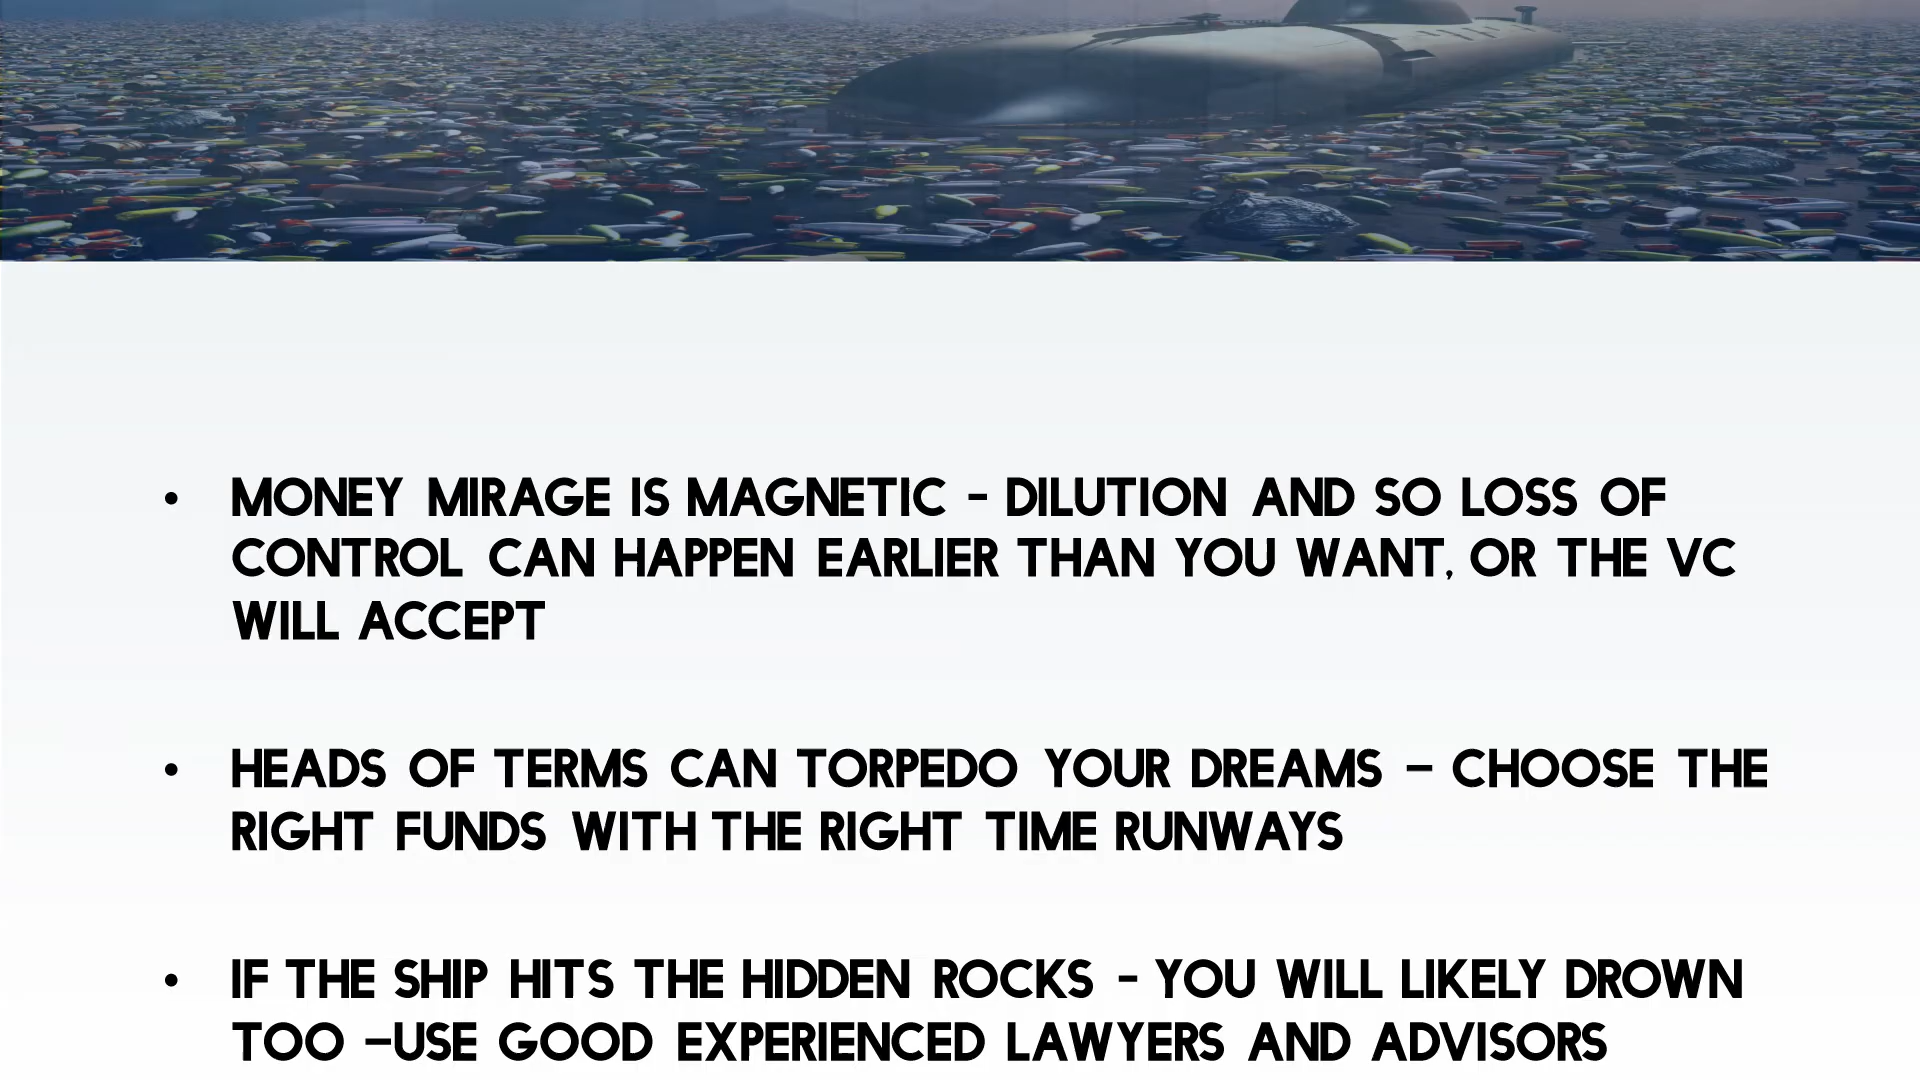 • MONEY MIRAGE IS MAGNETIC - DILUTION AND SO LOSS OF
CONTROL CAN HAPPEN EARLIER THAN YOU WANT, OR THE VC
WILL ACCEPT
• HEADS OF TERMS CAN TORPEDO YOUR DREAMS – CHOOSE THE
RIGHT FUNDS WITH THE RIGHT TIME RUNWAYS
• IF THE SHIP HITS THE HIDDEN ROCKS - YOU WILL LIKELY DROWN
TOO –USE GOOD EXPERIENCED LAWYERS AND ADVISORS